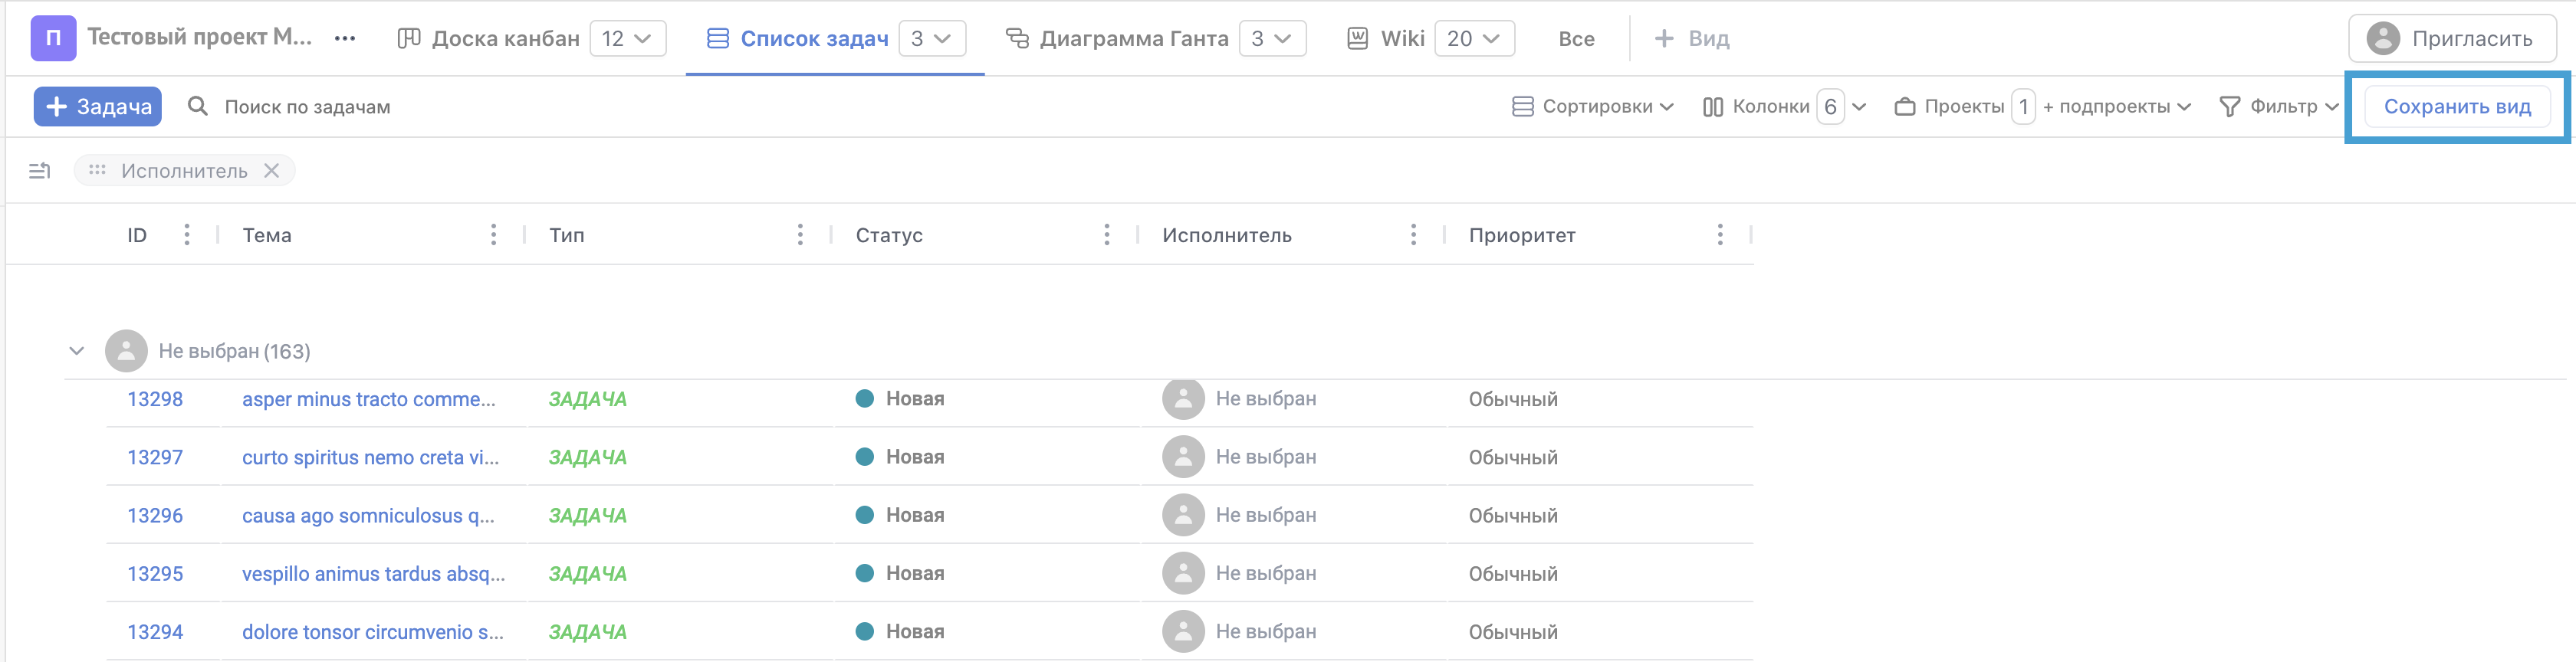 П Тестовый проект М... ... Доска канбан 12 Список задач 3 Диаграмма Ганта 3 Wiki 20 Все + Вид Пригласить
+ Задача Поиск по задачам Сортировки Колонки 6 Проекты 1 + подпроекты Фильтр Сохранить вид
Исполнитель
ID Тема Тип Статус Исполнитель Приоритет
Не выбран (163)
13298 asper minus tracto comme... ЗАДАЧА Новая Не выбран Обычный
13297 curto spiritus nemo creta vi... ЗАДАЧА Новая Не выбран Обычный
13296 causa ago somniculosus q... ЗАДАЧА Новая Не выбран Обычный
13295 vespillo animus tardus absq... ЗАДАЧА Новая Не выбран Обычный
13294 dolore tonsor circumvenio s... ЗАДАЧА Новая Не выбран Обычный